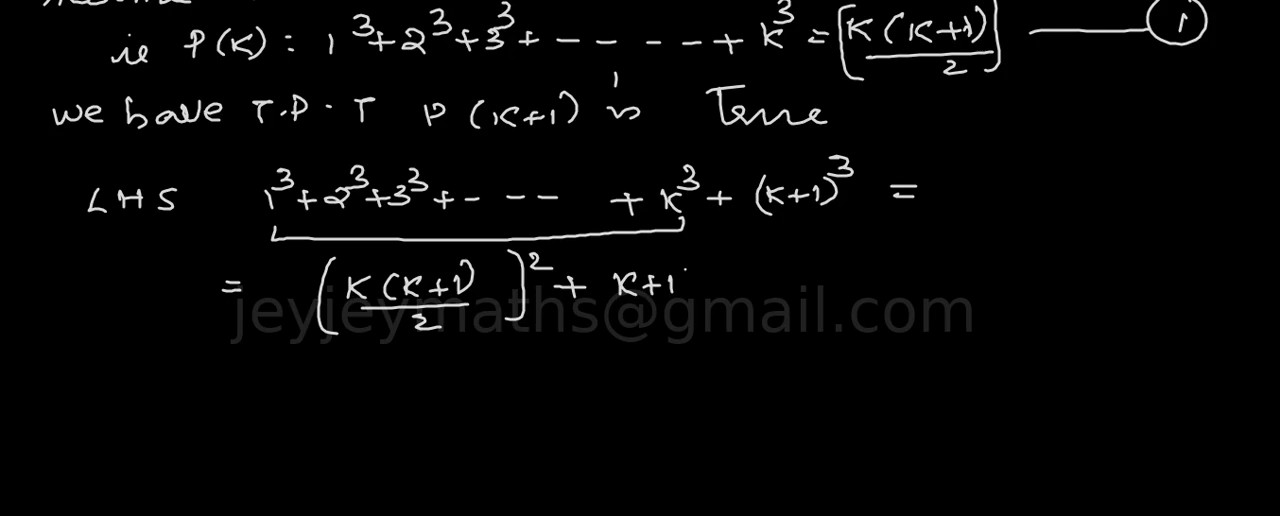 ie P(K): 1³+2³+3³+ - - - - - + K³ = [K(K+1)/2] —— ①
we have T.P.T P(K+1) is True
LHS 1³+2³+3³+- - - - + K³ + (K+1)³ =
= (K(K+1)/2)² + K+1
jeyjeymaths@gmail.com